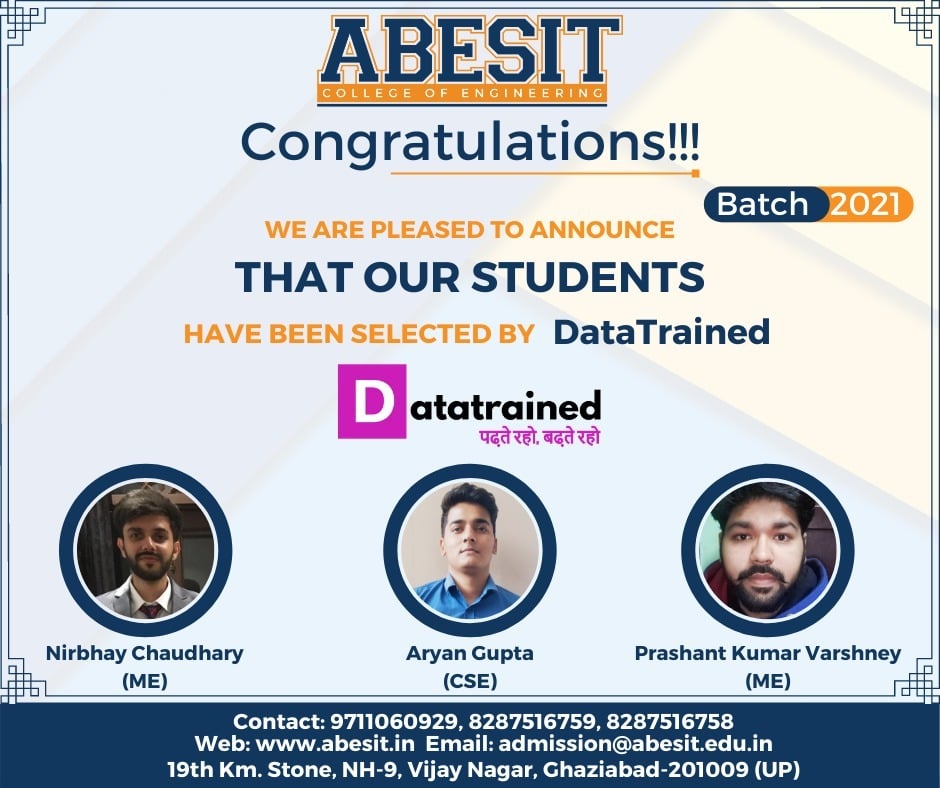 ABESIT
COLLEGE OF ENGINEERING
Congratulations!!!
Batch 2021
WE ARE PLEASED TO ANNOUNCE
THAT OUR STUDENTS
HAVE BEEN SELECTED BY DataTrained
Datatrained
पढ़ते रहो, बढ़ते रहो
Nirbhay Chaudhary
(ME)
Aryan Gupta
(CSE)
Prashant Kumar Varshney
(ME)
Contact: 9711060929, 8287516759, 8287516758
Web: www.abesit.in Email: admission@abesit.edu.in
19th Km. Stone, NH-9, Vijay Nagar, Ghaziabad-201009 (UP)